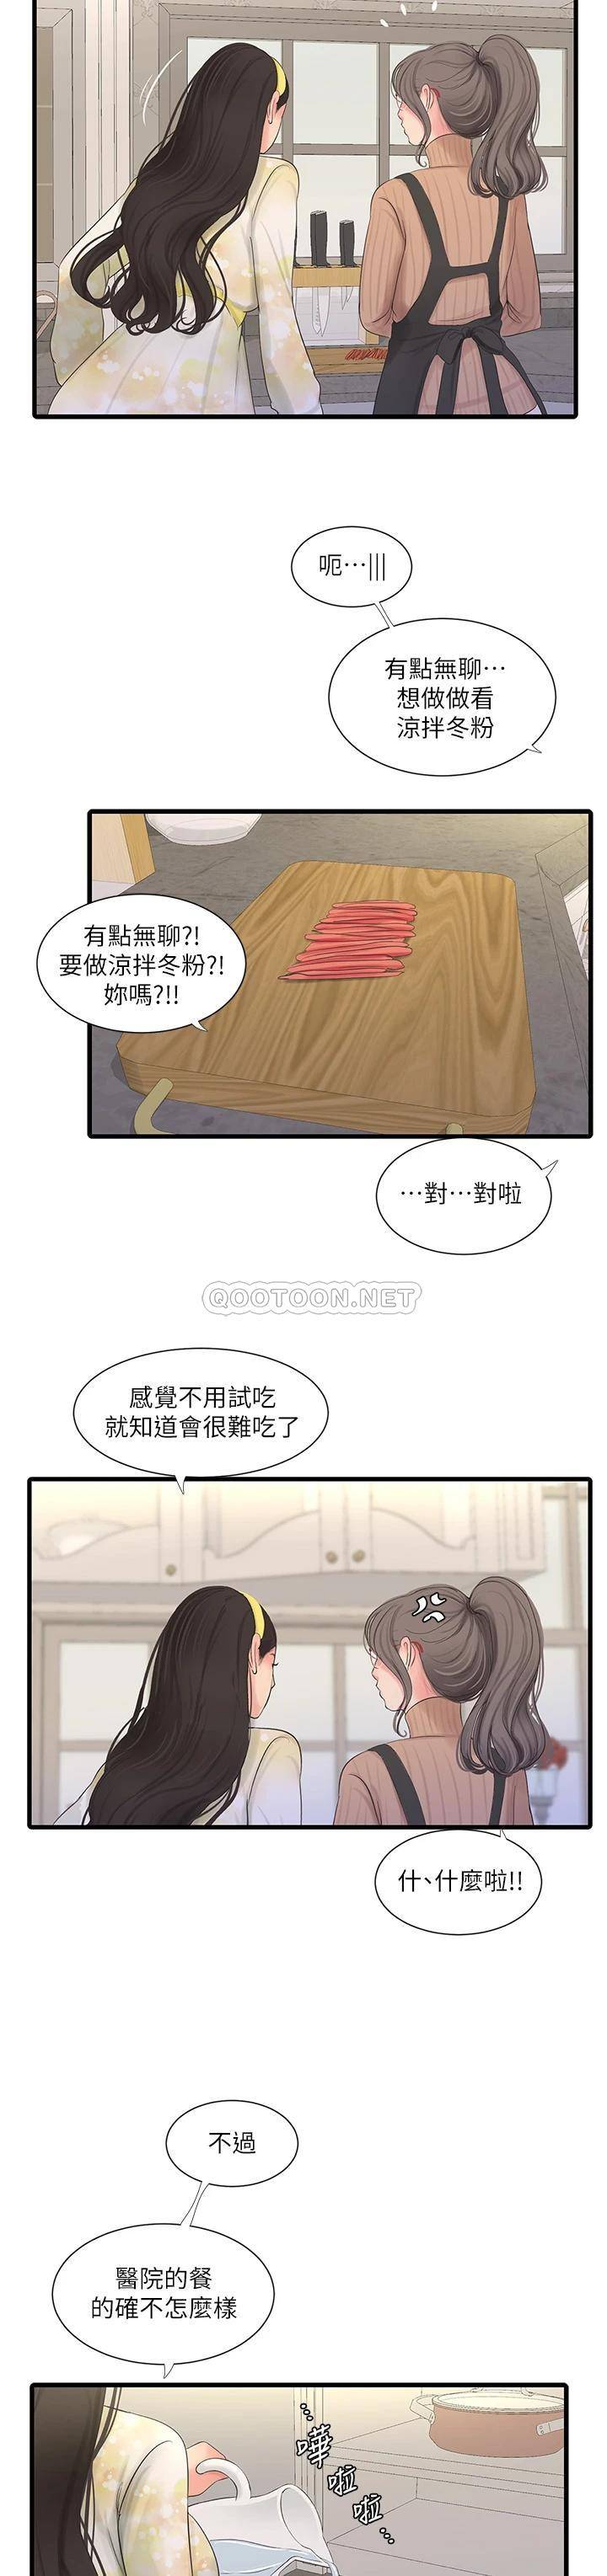 呃…|||
有點無聊…
想做做看
涼拌冬粉
有點無聊?!
要做涼拌冬粉?!
妳嗎?!!
…對…對啦
QOOTOON.NET
感覺不用試吃
就知道會很難吃了
什、什麼啦!!
不過
醫院的餐
的確不怎麼樣
…嘩啦啦…